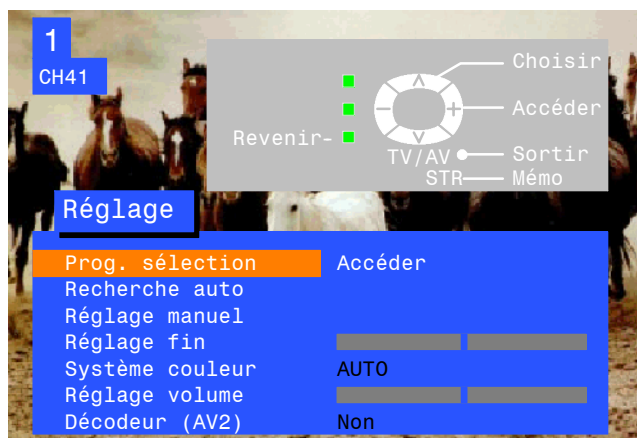 1
CH41
Choisir
Accéder
Revenir-
TV/AV Sortir
STR Mémo
Réglage
Prog. sélection Accéder
Recherche auto
Réglage manuel
Réglage fin
Système couleur AUTO
Réglage volume
Décodeur (AV2) Non